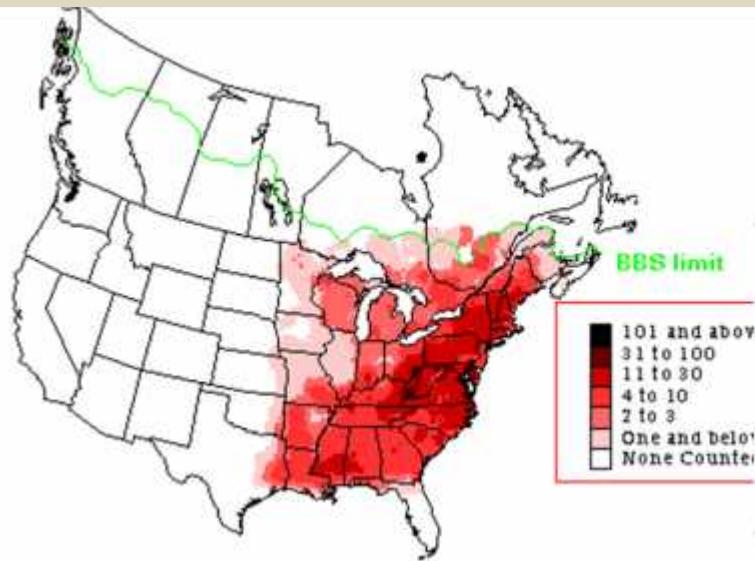 BBS limit
101 and abov
31 to 100
11 to 30
4 to 10
2 to 3
One and belov
None Counte